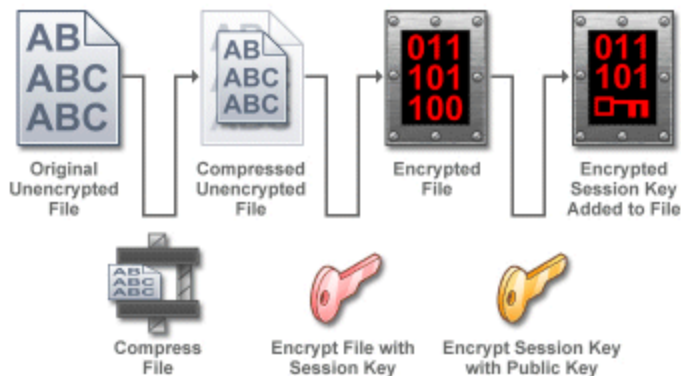 AB
ABC
ABC
AB
ABC
ABC
011
101
100
011
101
Original
Unencrypted
File
Compressed
Unencrypted
File
Encrypted
File
Encrypted
Session Key
Added to File
AB
ABC
ABC
Compress
File
Encrypt File with
Session Key
Encrypt Session Key
with Public Key